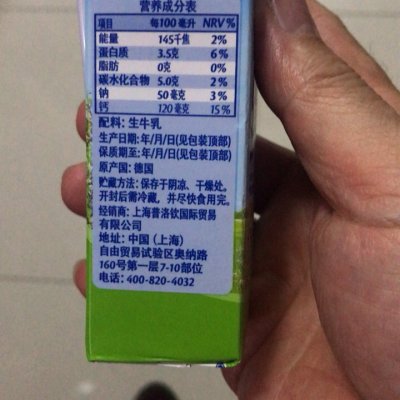 营养成分表
项目 每100毫升 NRV%
能量 145千焦 2%
蛋白质 3.5克 6%
脂肪 0克 0%
碳水化合物 5.0克 2%
钠 50毫克 3%
钙 120毫克 15%
配料: 生牛乳
生产日期: 年/月/日(见包装顶部)
保质期至: 年/月/日(见包装顶部)
原产国: 德国
贮藏方法: 保存于阴凉、干燥处。
开封后需冷藏，并尽快食用完。
经销商: 上海普洛钦国际贸易
有限公司
地址: 中国（上海）
自由贸易试验区奥纳路
160号第一层7-10部位
电话: 400-820-4032